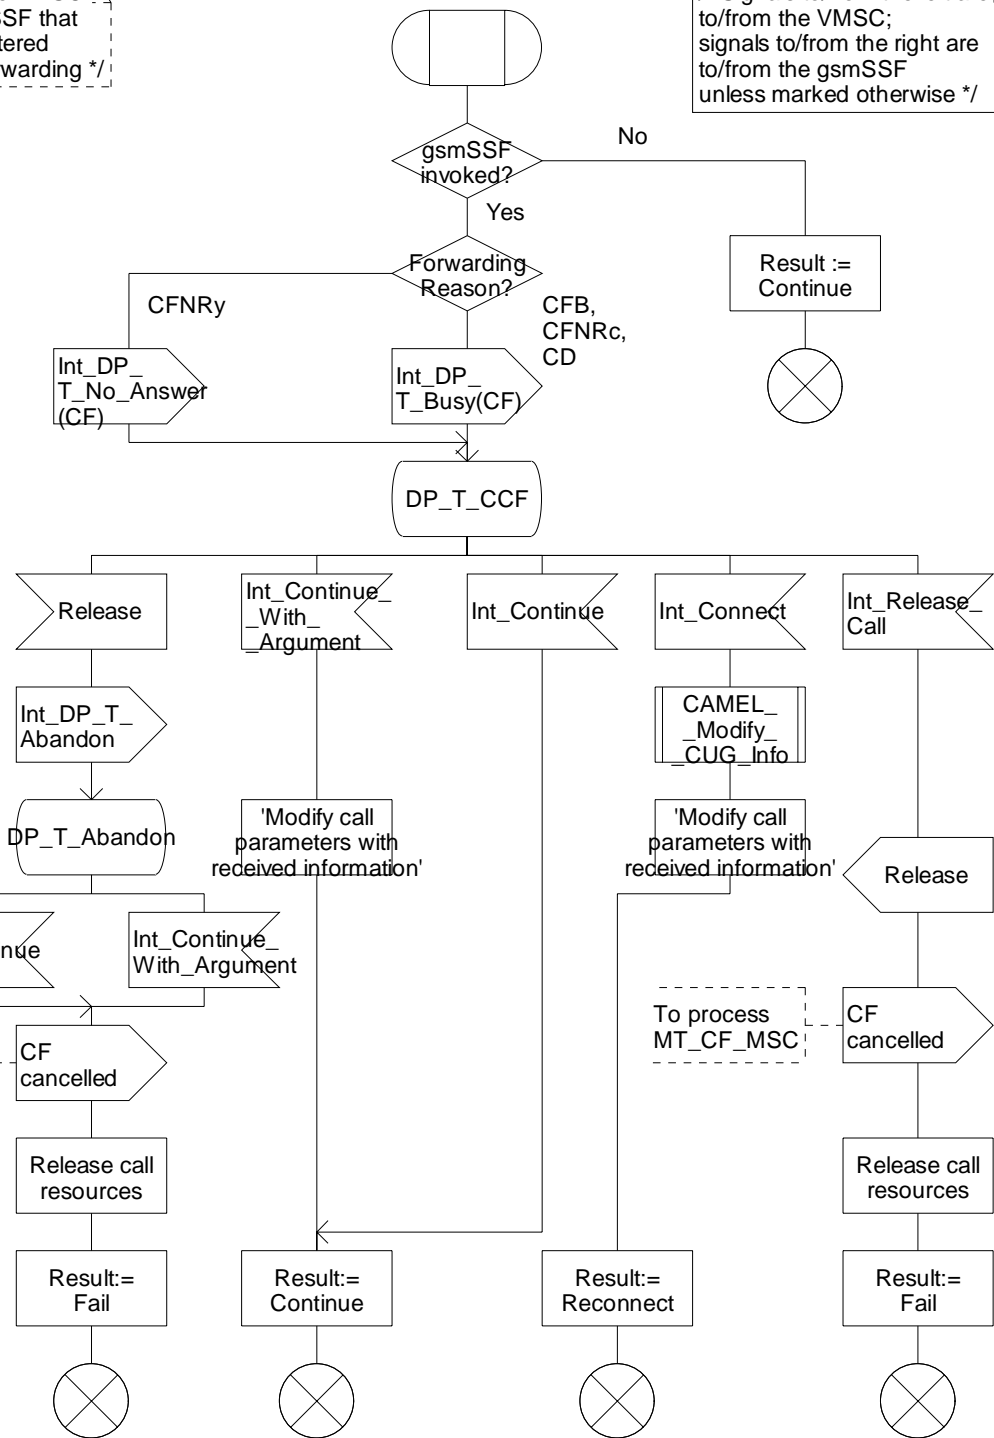 SF that
warding */
to/from the VMSC;
signals to/from the right are
to/from the gsmSSF
unless marked otherwise */
gsmSSF
invoked?
No
Yes
Forwarding
Reason?
Result :=
Continue
CFNRy
CFB,
CFNRc,
CD
Int_DP_
T_No_Answer
(CF)
Int_DP_
T_Busy(CF)
DP_T_CCF
Release
Int_Continue_
_With_
_Argument
Int_Continue
Int_Connect
Int_Release_
Call
Int_DP_T_
Abandon
CAMEL_
_Modify_
_CUG_Info
DP_T_Abandon
'Modify call
parameters with
received information'
'Modify call
parameters with
received information'
Release
nue
Int_Continue_
With_Argument
CF
cancelled
To process
MT_CF_MSC
CF
cancelled
Release call
resources
Release call
resources
Result:=
Fail
Result:=
Continue
Result:=
Reconnect
Result:=
Fail